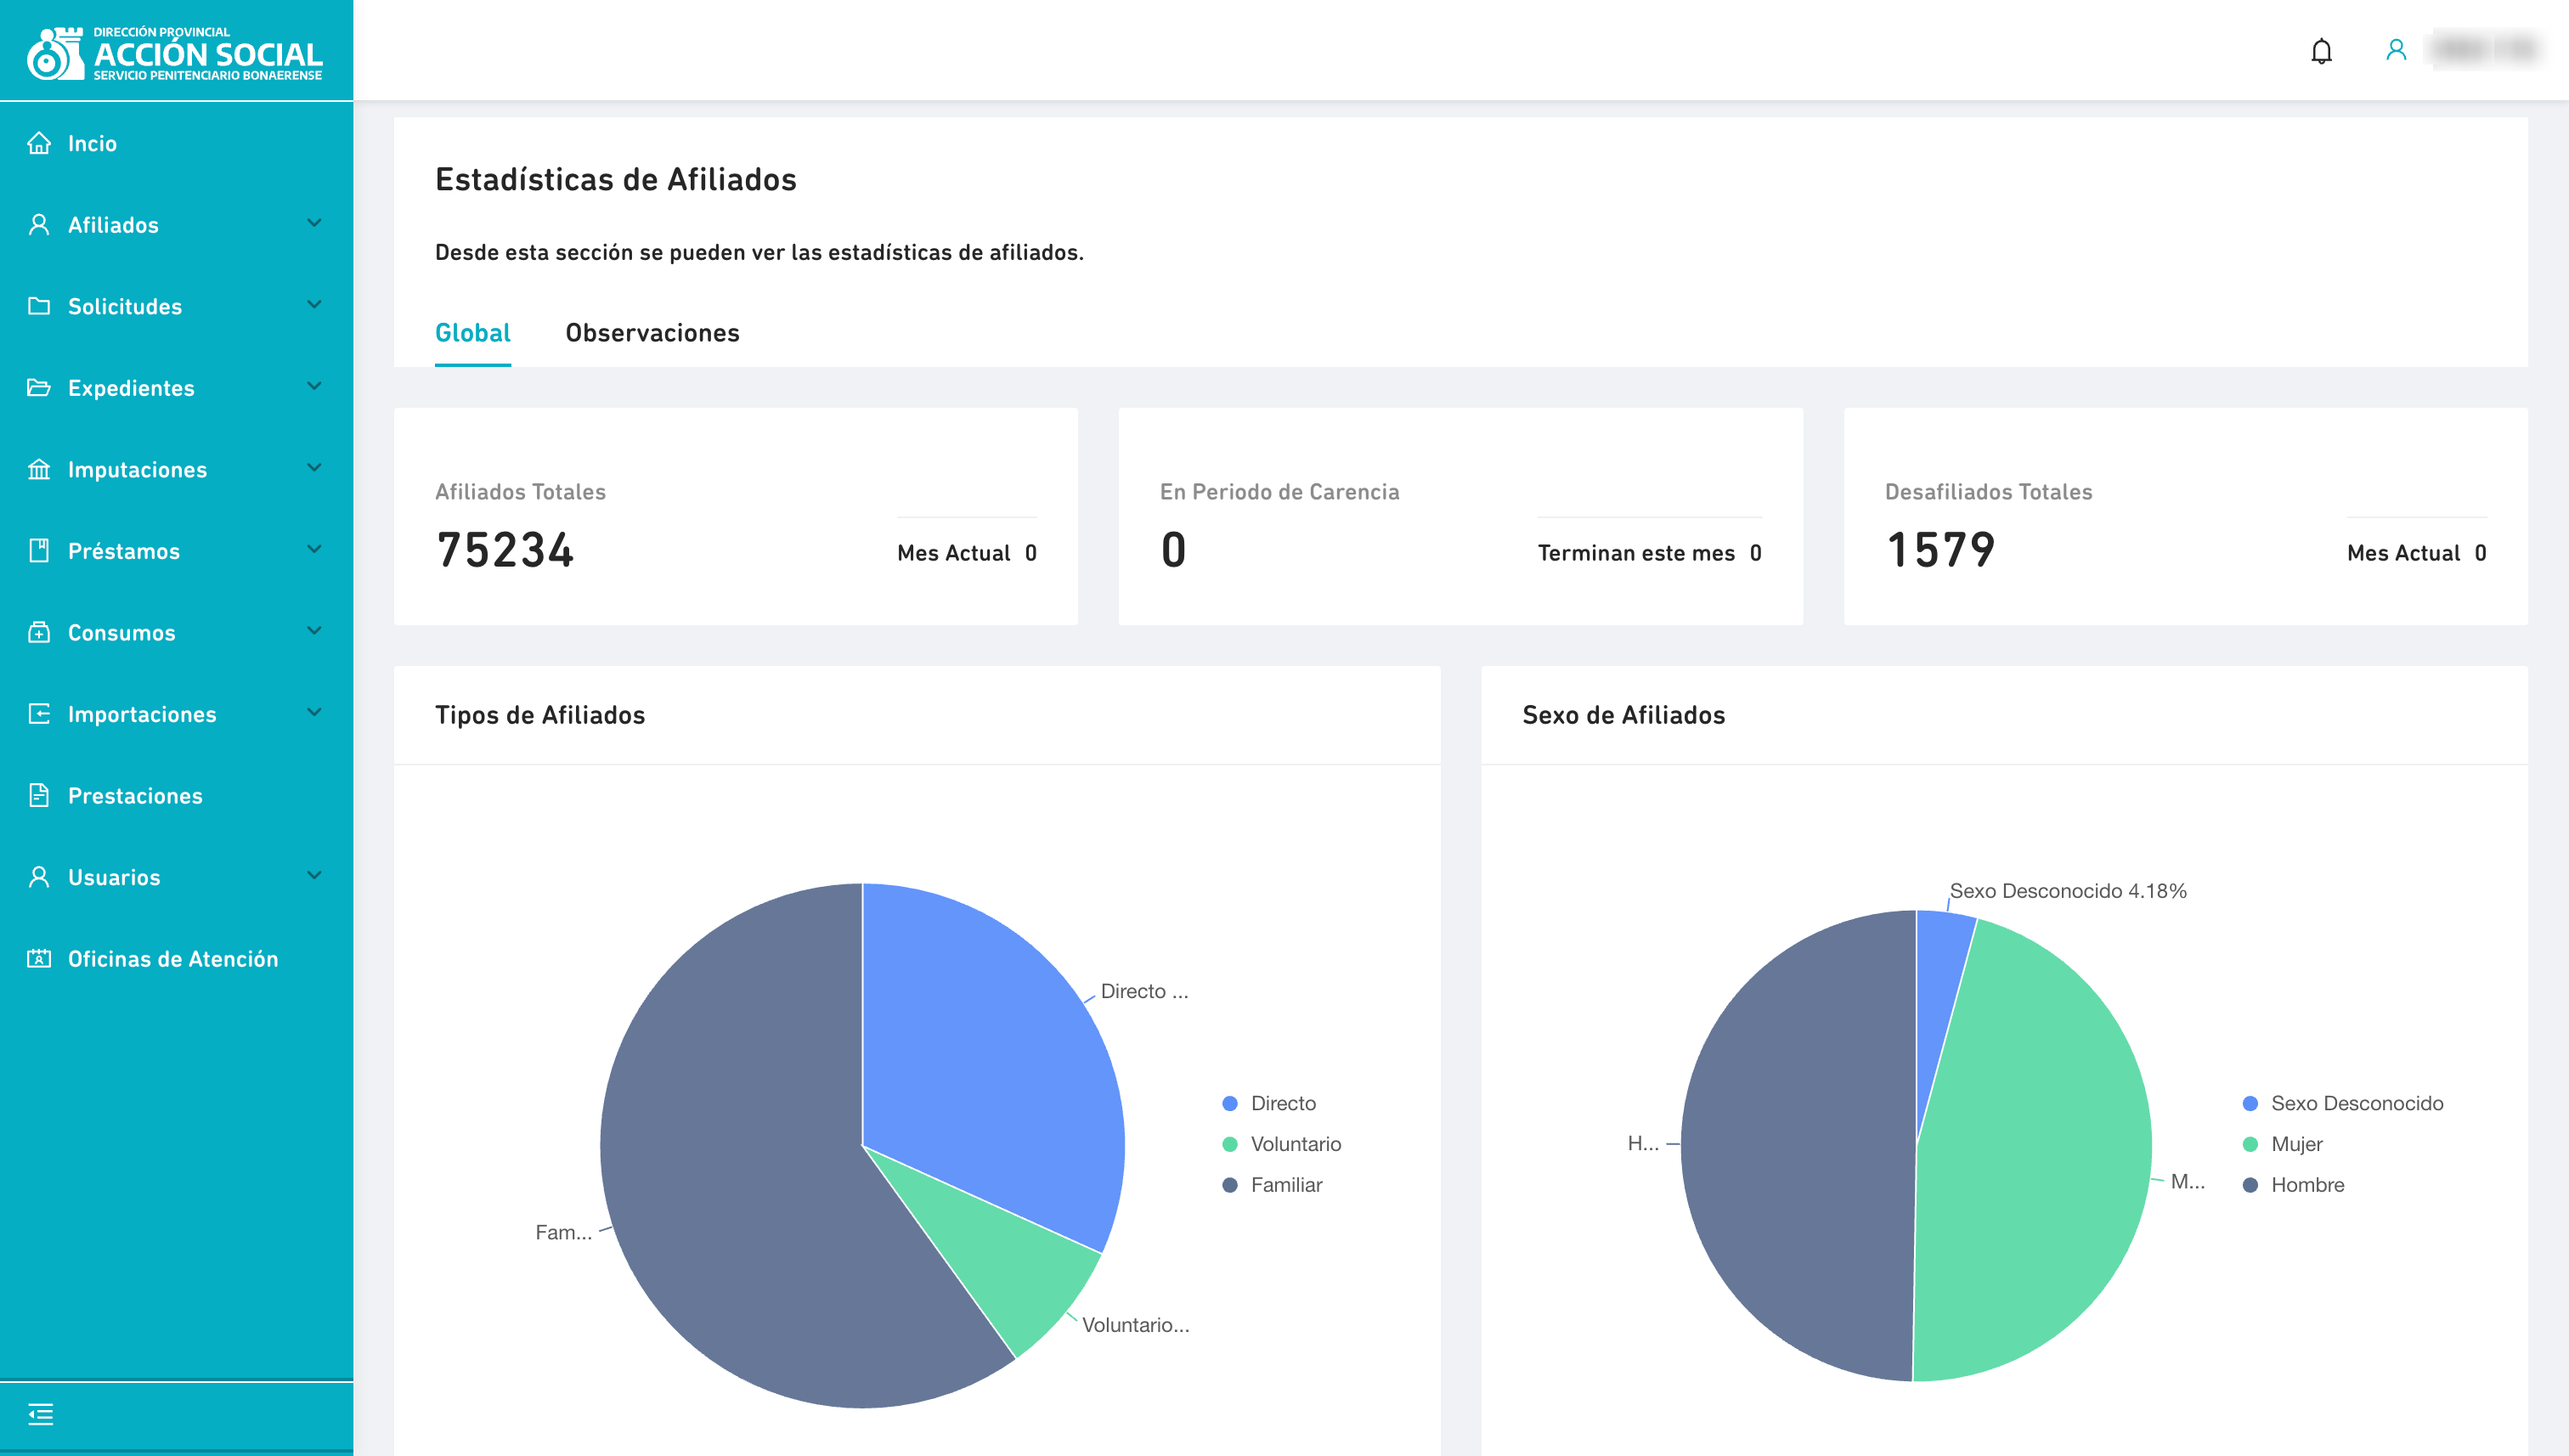 DIRECCIÓN PROVINCIAL
ACCIÓN SOCIAL
SERVICIO PENITENCIARIO BONAERENSE
Incio
Afiliados
Solicitudes
Expedientes
Imputaciones
Préstamos
Consumos
Importaciones
Prestaciones
Usuarios
Oficinas de Atención
Estadísticas de Afiliados
Desde esta sección se pueden ver las estadísticas de afiliados.
Global Observaciones
Afiliados Totales
75234
Mes Actual 0
En Periodo de Carencia
0
Terminan este mes 0
Desafiliados Totales
1579
Mes Actual 0
Tipos de Afiliados
Directo ...
Fam...
Voluntario...
Directo
Voluntario
Familiar
Sexo de Afiliados
Sexo Desconocido 4.18%
H...
M...
Sexo Desconocido
Mujer
Hombre